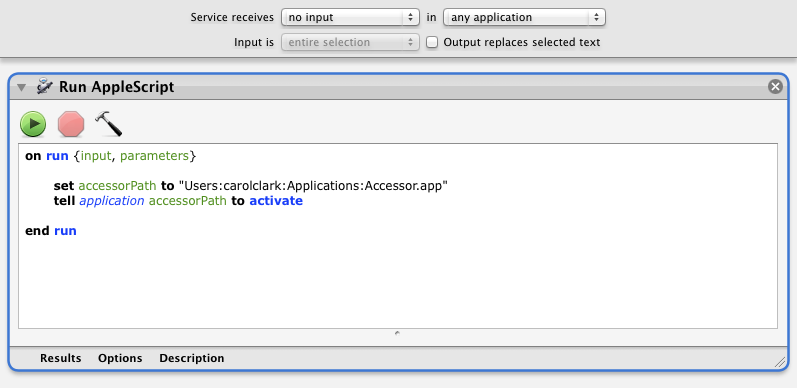 Service receives no input in any application
Input is entire selection Output replaces selected text
Run AppleScript
on run {input, parameters}
set accessorPath to "Users:carolclark:Applications:Accessor.app"
tell application accessorPath to activate
end run
Results Options Description